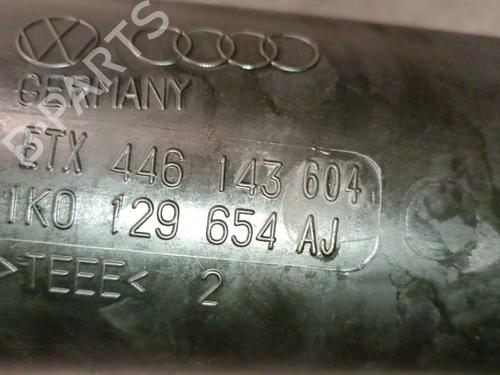 GERMANY
ETX 446 143 604
1K0 129 654 AJ
>TEEE< 2